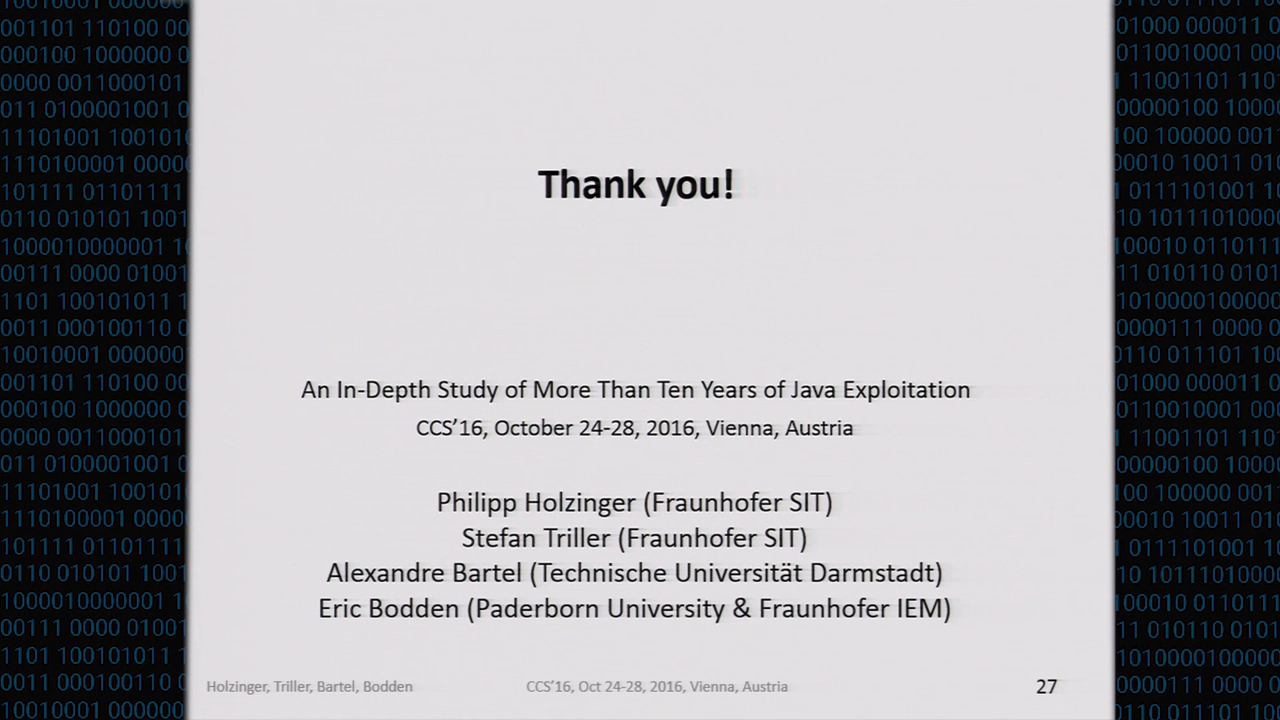 Thank you!
An In-Depth Study of More Than Ten Years of Java Exploitation
CCS’16, October 24-28, 2016, Vienna, Austria
Philipp Holzinger (Fraunhofer SIT)
Stefan Triller (Fraunhofer SIT)
Alexandre Bartel (Technische Universität Darmstadt)
Eric Bodden (Paderborn University & Fraunhofer IEM)
Holzinger, Triller, Bartel, Bodden
CCS’16, Oct 24-28, 2016, Vienna, Austria
27